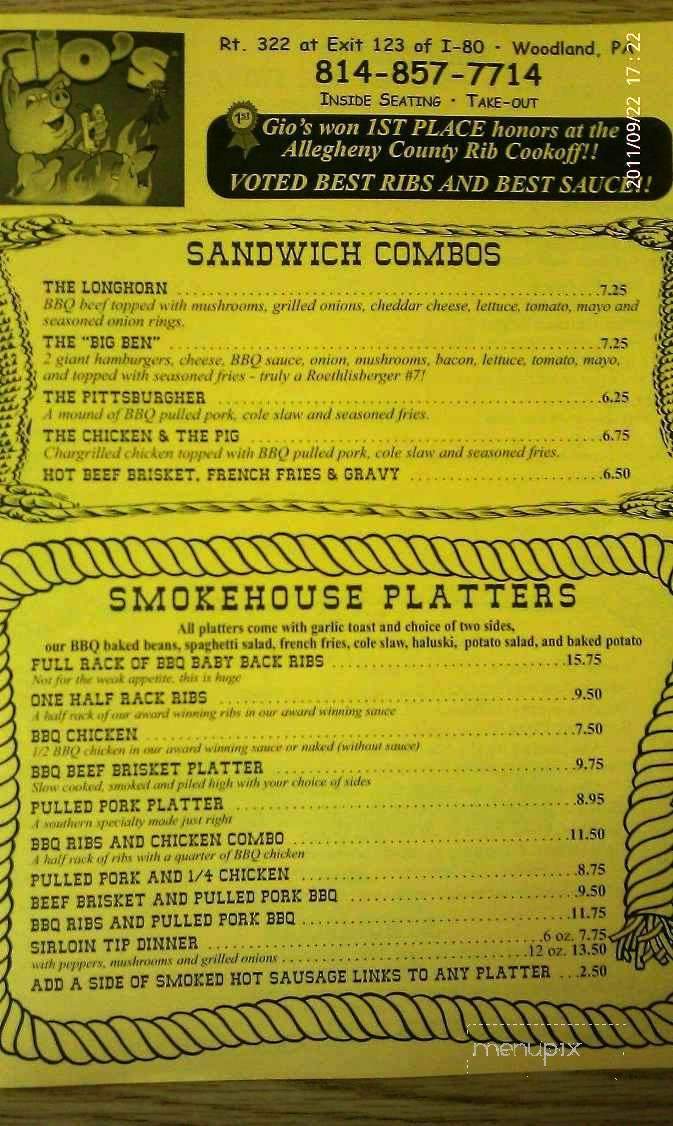 Gio's
Rt. 322 at Exit 123 of I-80 · Woodland, PA
814-857-7714
INSIDE SEATING · TAKE-OUT
1st
Gio's won 1ST PLACE honors at the
Allegheny County Rib Cookoff!!
VOTED BEST RIBS AND BEST SAUCE!!
2011/09/22 17:22
SANDWICH COMBOS
THE LONGHORN ........ 7.25
BBQ beef topped with mushrooms, grilled onions, cheddar cheese, lettuce, tomato, mayo and
seasoned onion rings.
THE "BIG BEN" ........ 7.25
2 giant hamburgers, cheese, BBQ sauce, onion, mushrooms, bacon, lettuce, tomato, mayo,
and topped with seasoned fries - truly a Roethlisberger #7!
THE PITTSBURGHER ........ 6.25
A mound of BBQ pulled pork, cole slaw and seasoned fries.
THE CHICKEN & THE PIG ........ 6.75
Chargrilled chicken topped with BBQ pulled pork, cole slaw and seasoned fries.
HOT BEEF BRISKET, FRENCH FRIES & GRAVY ........ 6.50
SMOKEHOUSE PLATTERS
All platters come with garlic toast and choice of two sides,
our BBQ baked beans, spaghetti salad, french fries, cole slaw, haluski, potato salad, and baked potato
FULL RACK OF BBQ BABY BACK RIBS ........ 15.75
Not for the weak appetite, this is huge
ONE HALF RACK RIBS ........ 9.50
A half rack of our award winning ribs in our award winning sauce
BBQ CHICKEN ........ 7.50
1/2 BBQ chicken in our award winning sauce or naked (without sauce)
BBQ BEEF BRISKET PLATTER ........ 9.75
Slow cooked, smoked and piled high with your choice of sides
PULLED PORK PLATTER ........ 8.95
A southern specialty made just right
BBQ RIBS AND CHICKEN COMBO ........ 11.50
A half rack of ribs with a quarter of BBQ chicken
PULLED PORK AND 1/4 CHICKEN ........ 8.75
BEEF BRISKET AND PULLED PORK BBQ ........ 9.50
BBQ RIBS AND PULLED PORK BBQ ........ 11.75
SIRLOIN TIP DINNER ........ 6 oz. 7.75
with peppers, mushrooms and grilled onions ........ 12 oz. 13.50
ADD A SIDE OF SMOKED HOT SAUSAGE LINKS TO ANY PLATTER ... 2.50
menupix